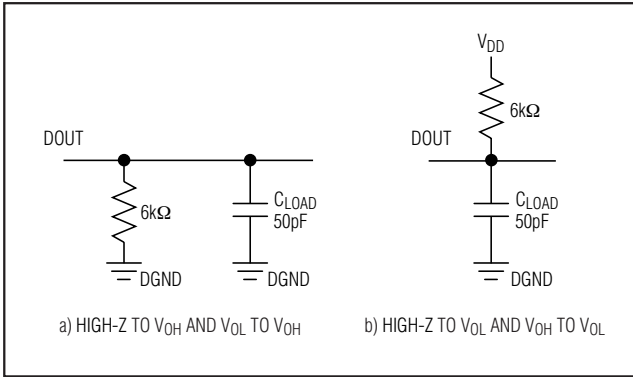 DOUT
6kΩ
DGND
CLOAD
50pF
DGND
a) HIGH-Z TO VOH AND VOL TO VOH
VDD
6kΩ
DOUT
CLOAD
50pF
DGND
b) HIGH-Z TO VOL AND VOH TO VOL